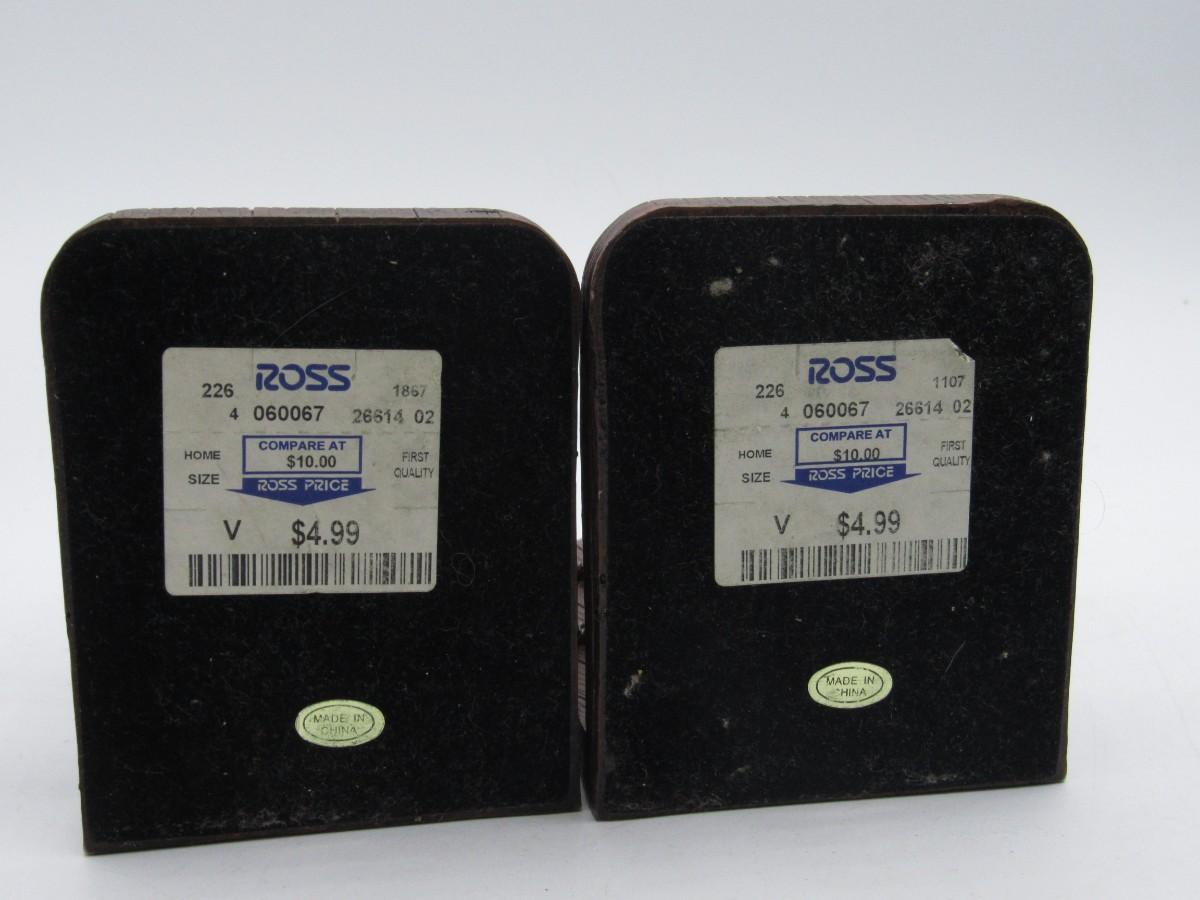 ROSS
226 1867
4 060067 26614 02
COMPARE AT
HOME $10.00 FIRST
SIZE ROSS PRICE QUALITY
V $4.99
MADE IN
CHINA
ROSS
226 1107
4 060067 26614 02
COMPARE AT
HOME $10.00 FIRST
SIZE ROSS PRICE QUALITY
V $4.99
MADE IN
CHINA